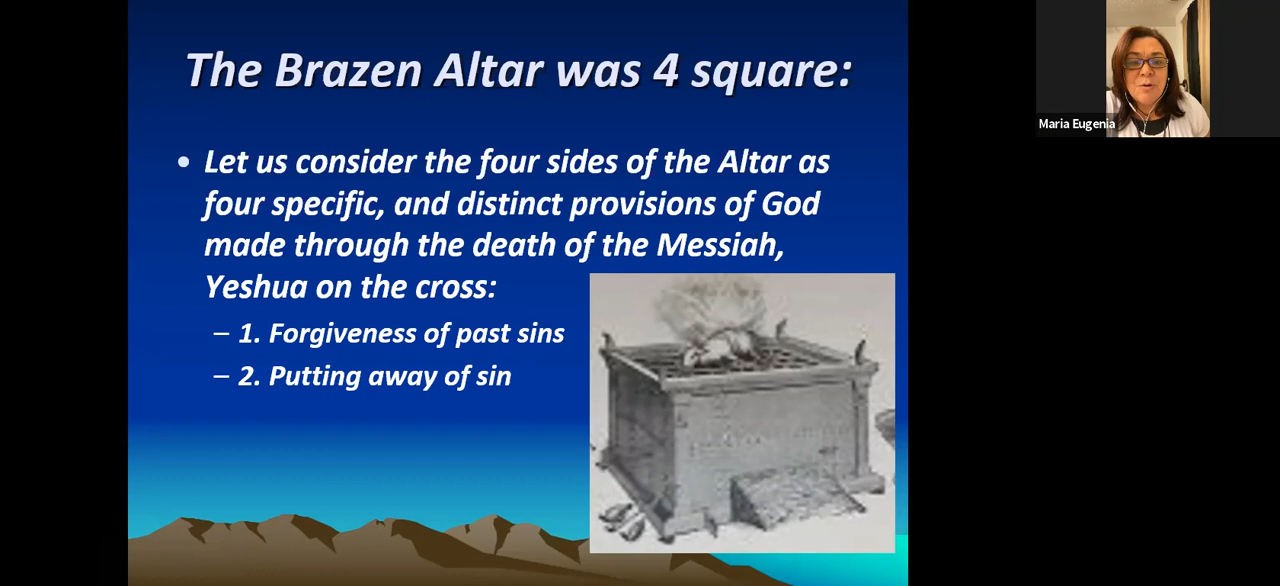 The Brazen Altar was 4 square:
• Let us consider the four sides of the Altar as
four specific, and distinct provisions of God
made through the death of the Messiah,
Yeshua on the cross:
– 1. Forgiveness of past sins
– 2. Putting away of sin
Maria Eugenia